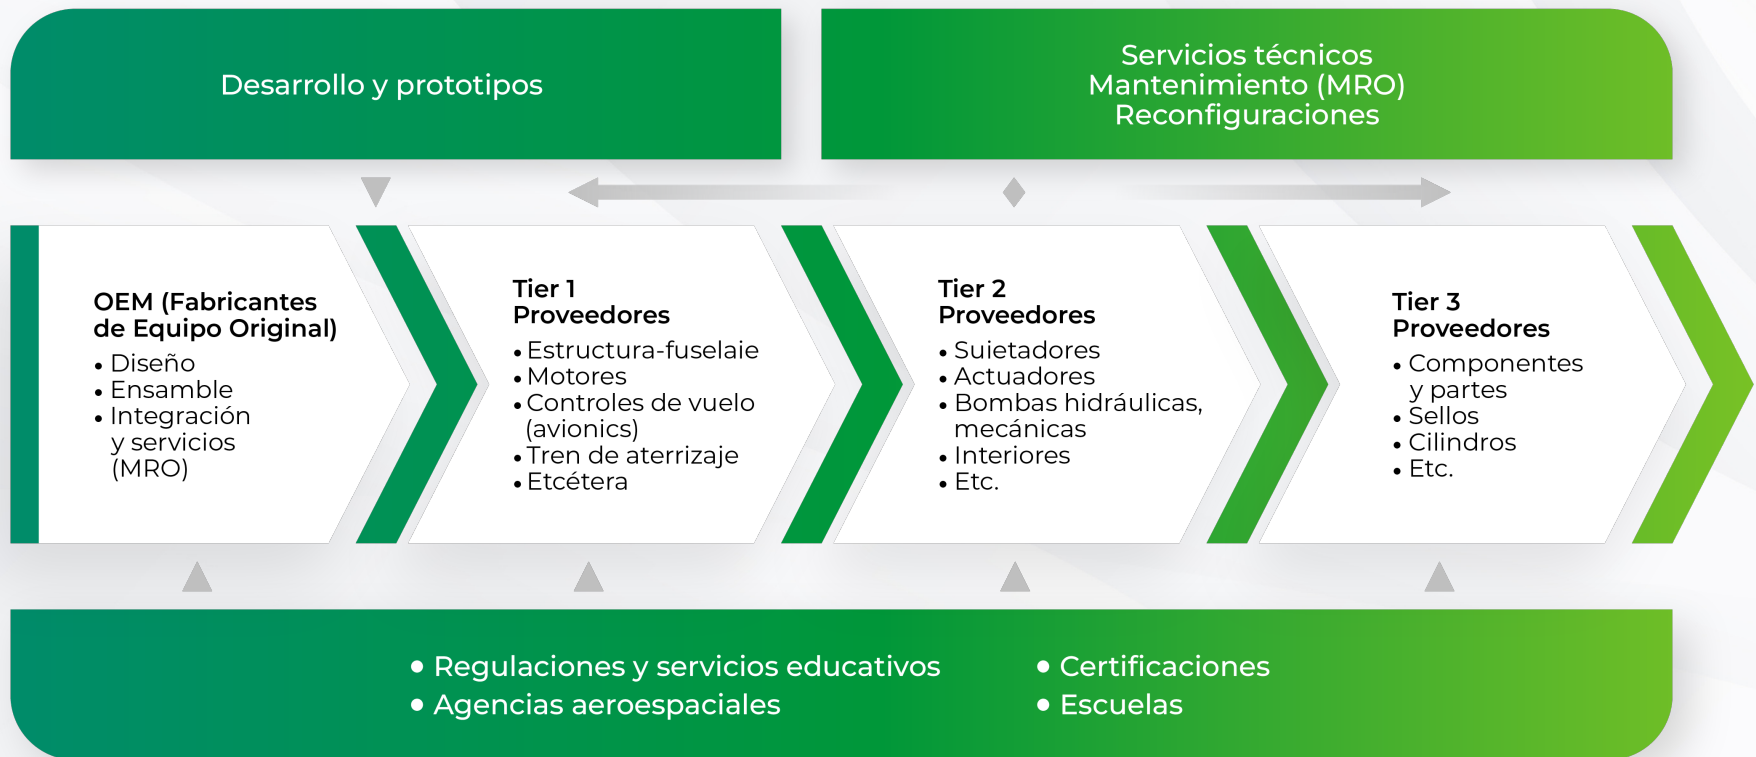 Desarrollo y prototipos
Servicios técnicos
Mantenimiento (MRO)
Reconfiguraciones
OEM (Fabricantes
de Equipo Original)
• Diseño
• Ensamble
• Integración
y servicios
(MRO)
Tier 1
Proveedores
• Estructura-fuselaie
• Motores
• Controles de vuelo
(avionics)
• Tren de aterrizaje
• Etcétera
Tier 2
Proveedores
• Suietadores
• Actuadores
• Bombas hidráulicas,
mecánicas
• Interiores
• Etc.
Tier 3
Proveedores
• Componentes
y partes
• Sellos
• Cilindros
• Etc.
• Regulaciones y servicios educativos
• Agencias aeroespaciales
• Certificaciones
• Escuelas